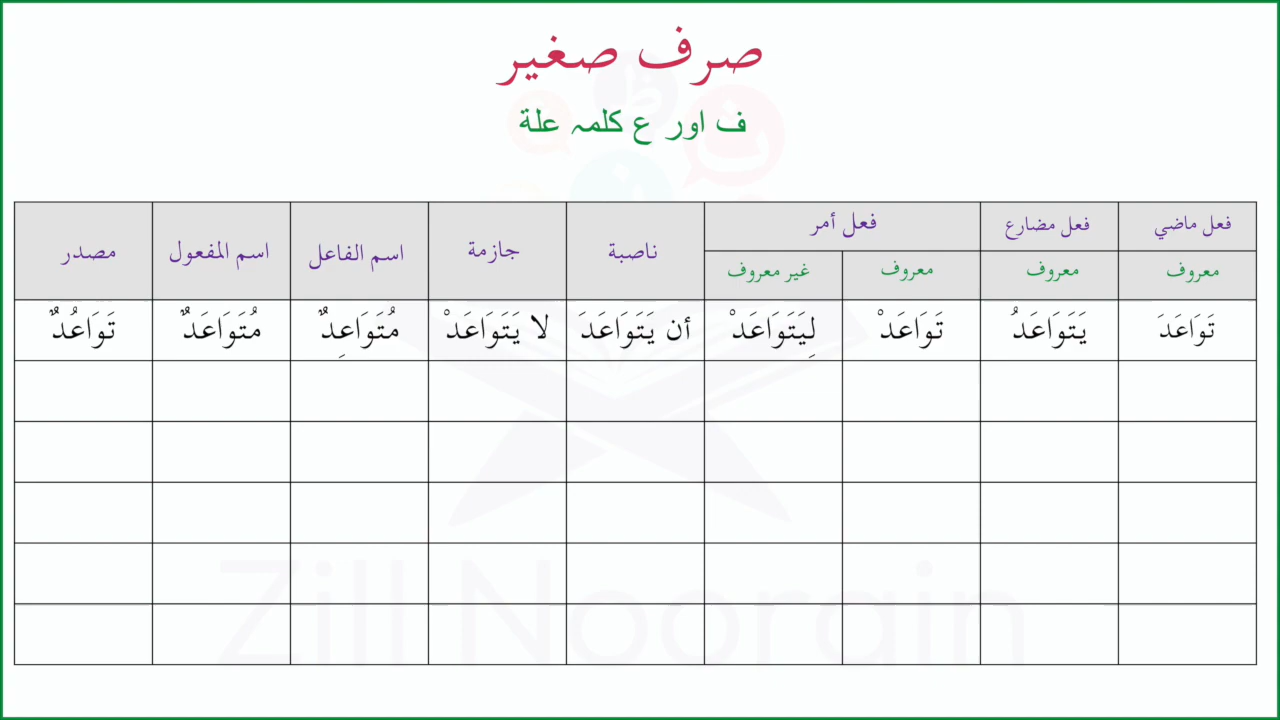 صرف صغير
ف اور ع کلمہ علة
فعل ماضي فعل مضارع فعل أمر ناصبة جازمة اسم الفاعل اسم المفعول مصدر
معروف معروف معروف غير معروف
تَوَاعَدَ يَتَوَاعَدُ تَوَاعَدْ لِيَتَوَاعَدْ أن يَتَوَاعَدَ لا يَتَوَاعَدْ مُتَوَاعِدٌ مُتَوَاعَدٌ تَوَاعُدٌ
Zill Noorain